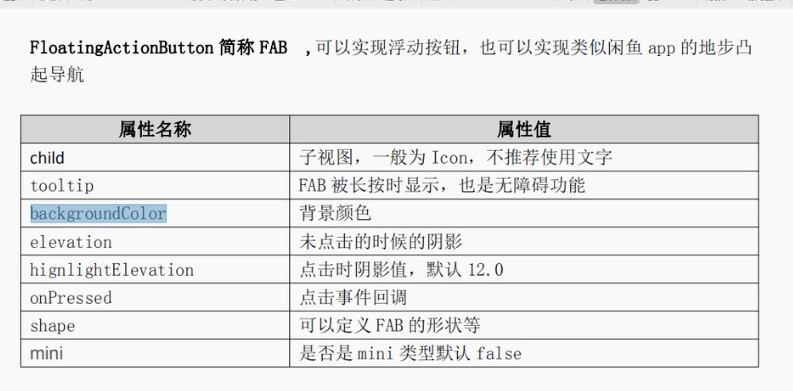 FloatingActionButton 简称 FAB ,可以实现浮动按钮，也可以实现类似闲鱼 app 的地步凸
起导航
属性名称 属性值
child 子视图，一般为 Icon，不推荐使用文字
tooltip FAB 被长按时显示，也是无障碍功能
backgroundColor 背景颜色
elevation 未点击的时候的阴影
hignlightElevation 点击时阴影值，默认 12.0
onPressed 点击事件回调
shape 可以定义 FAB 的形状等
mini 是否是 mini 类型默认 false